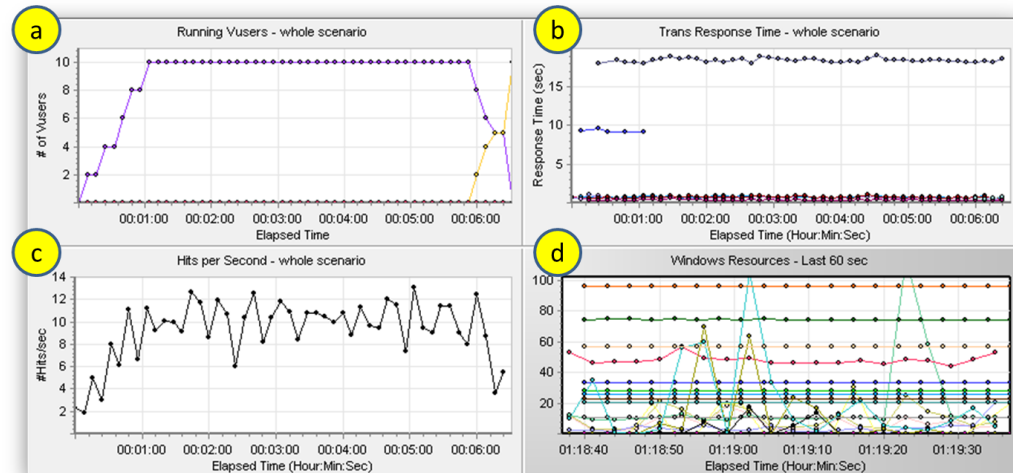 a
Running Vusers - whole scenario
# of Vusers
10
8
6
4
2
00:01:00 00:02:00 00:03:00 00:04:00 00:05:00 00:06:00
Elapsed Time
b
Trans Response Time - whole scenario
Response Time (sec)
15
10
5
00:01:00 00:02:00 00:03:00 00:04:00 00:05:00 00:06:00
Elapsed Time (Hour:Min:Sec)
c
Hits per Second - whole scenario
#Hits/sec
14
12
10
8
6
4
2
00:01:00 00:02:00 00:03:00 00:04:00 00:05:00 00:06:00
Elapsed Time (Hour:Min:Sec)
d
Windows Resources - Last 60 sec
100
80
60
40
20
01:18:40 01:18:50 01:19:00 01:19:10 01:19:20 01:19:30
Elapsed Time (Hour:Min:Sec)